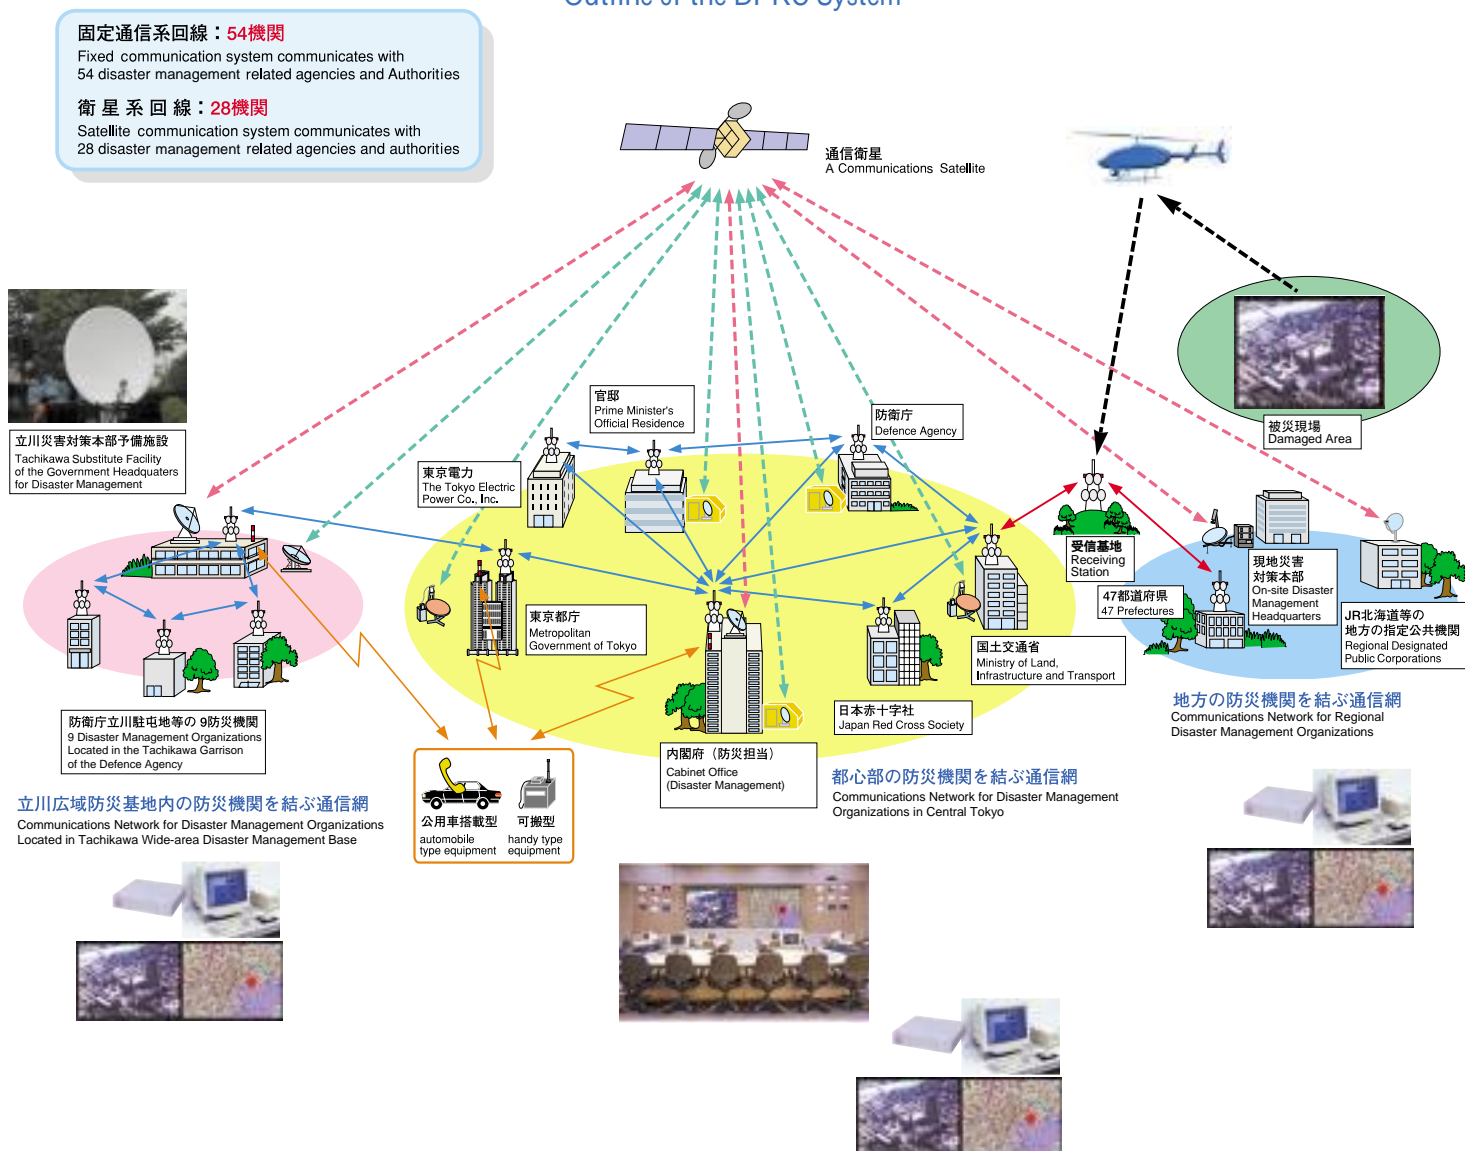 Outline of the DPRC System
固定通信系回線：54機関
Fixed communication system communicates with
54 disaster management related agencies and Authorities
衛 星 系 回 線：28機関
Satellite communication system communicates with
28 disaster management related agencies and authorities
通信衛星
A Communications Satellite
被災現場
Damaged Area
立川災害対策本部予備施設
Tachikawa Substitute Facility
of the Government Headquaters
for Disaster Management
官邸
Prime Minister's
Official Residence
防衛庁
Defence Agency
東京電力
The Tokyo Electric
Power Co., Inc.
受信基地
Receiving
Station
現地災害
対策本部
On-site Disaster
Management
Headquarters
47都道府県
47 Prefectures
JR北海道等の
地方の指定公共機関
Regional Designated
Public Corporations
東京都庁
Metropolitan
Government of Tokyo
国土交通省
Ministry of Land,
Infrastructure and Transport
日本赤十字社
Japan Red Cross Society
防衛庁立川駐屯地等の 9防災機関
9 Disaster Management Organizations
Located in the Tachikawa Garrison
of the Defence Agency
内閣府（防災担当）
Cabinet Office
(Disaster Management)
地方の防災機関を結ぶ通信網
Communications Network for Regional
Disaster Management Organizations
都心部の防災機関を結ぶ通信網
Communications Network for Disaster Management
Organizations in Central Tokyo
立川広域防災基地内の防災機関を結ぶ通信網
Communications Network for Disaster Management Organizations
Located in Tachikawa Wide-area Disaster Management Base
公用車搭載型
automobile
type equipment
可搬型
handy type
equipment